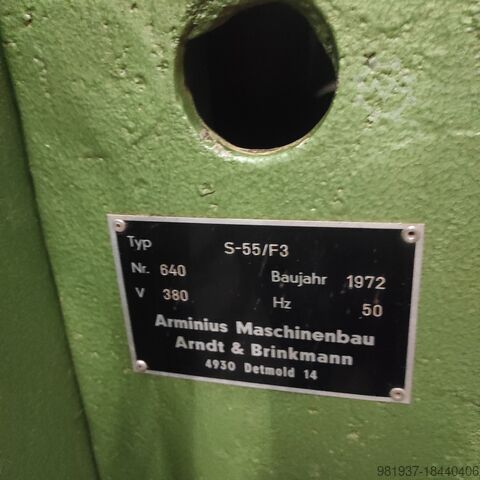 Typ S-55/F3
Nr. 640 Baujahr 1972
V 380 Hz 50
Arminius Maschinenbau
Arndt & Brinkmann
4930 Detmold 14
981937-18440406